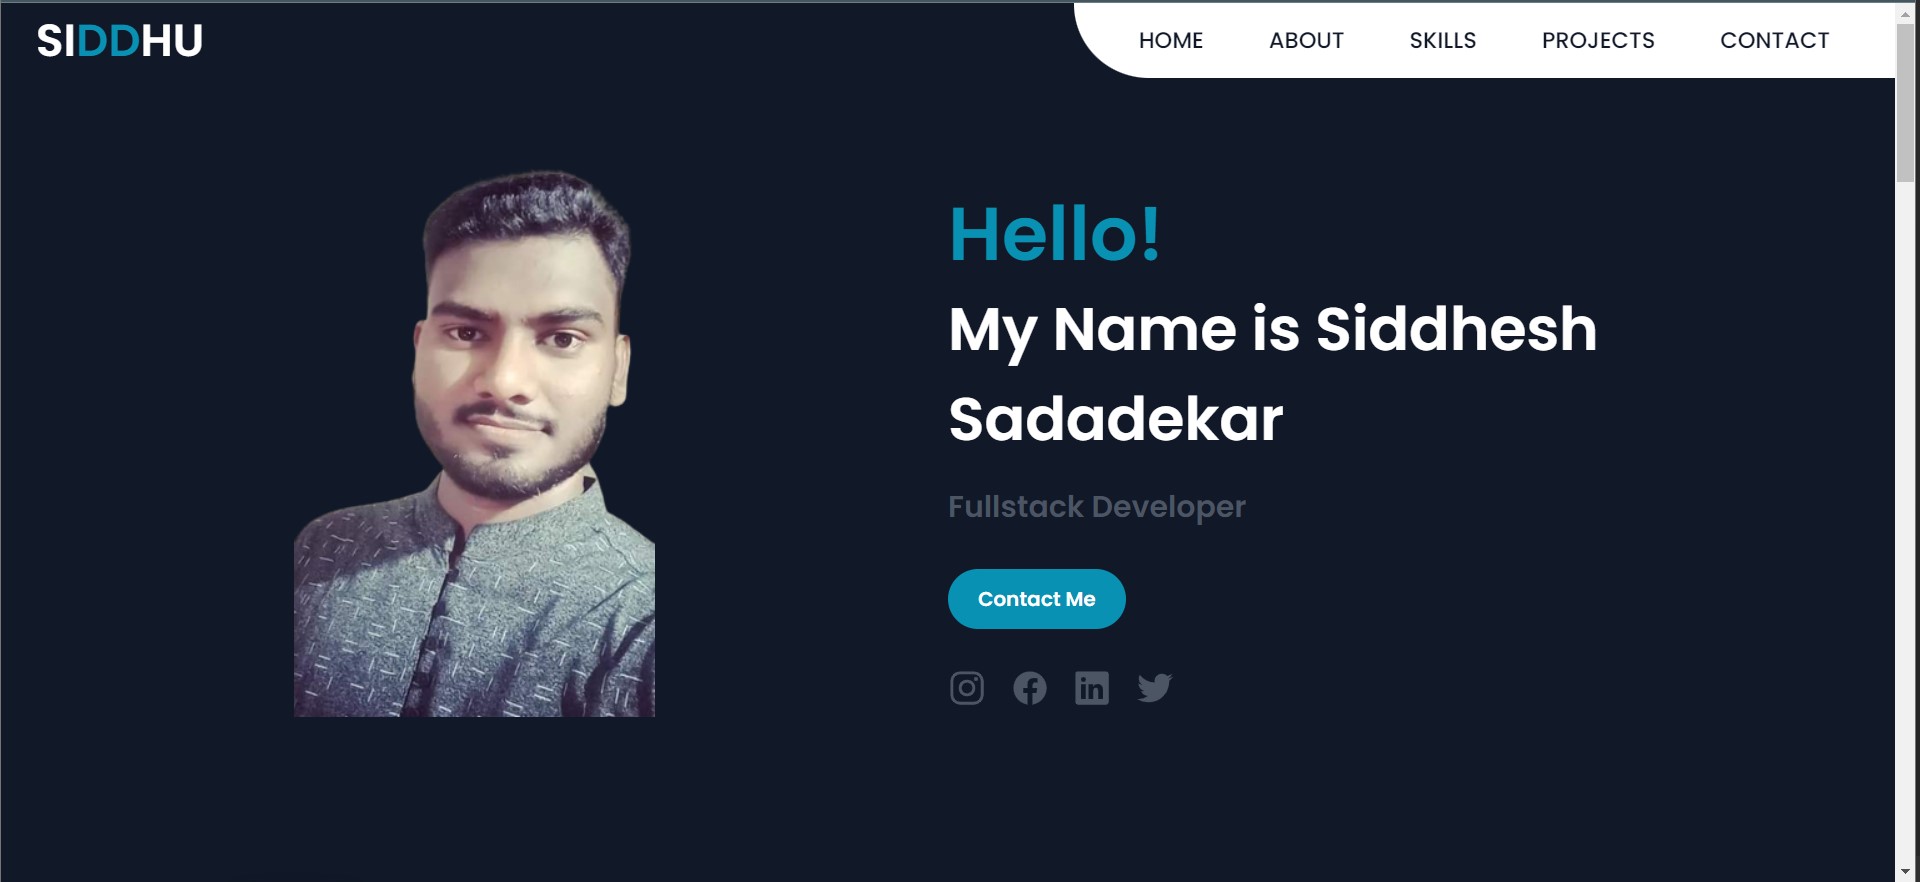 SIDDHU
HOME ABOUT SKILLS PROJECTS CONTACT
Hello!
My Name is Siddhesh
Sadadekar
Fullstack Developer
Contact Me